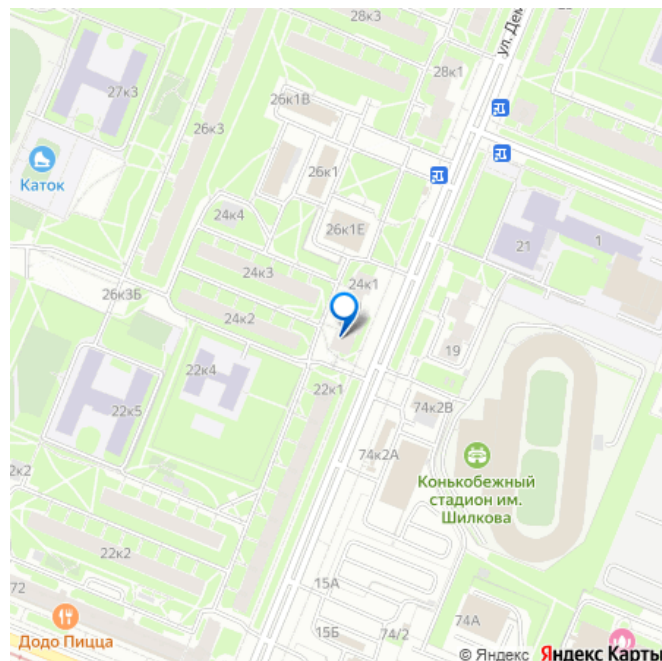 28к3
ул. Дем
28к1
27к3
26к1В
26к3
Каток
26к1
24к4
26к1Е
21
1
24к3
24к1
26к3Б
24к2
19
22к4
22к1
22к5
74к2В
74к2А
Конькобежный
стадион им.
Шилкова
2к2
22к2
15А
72
74А
Додо Пицца
15Б
74/2
© Яндекс Яндекс Карты